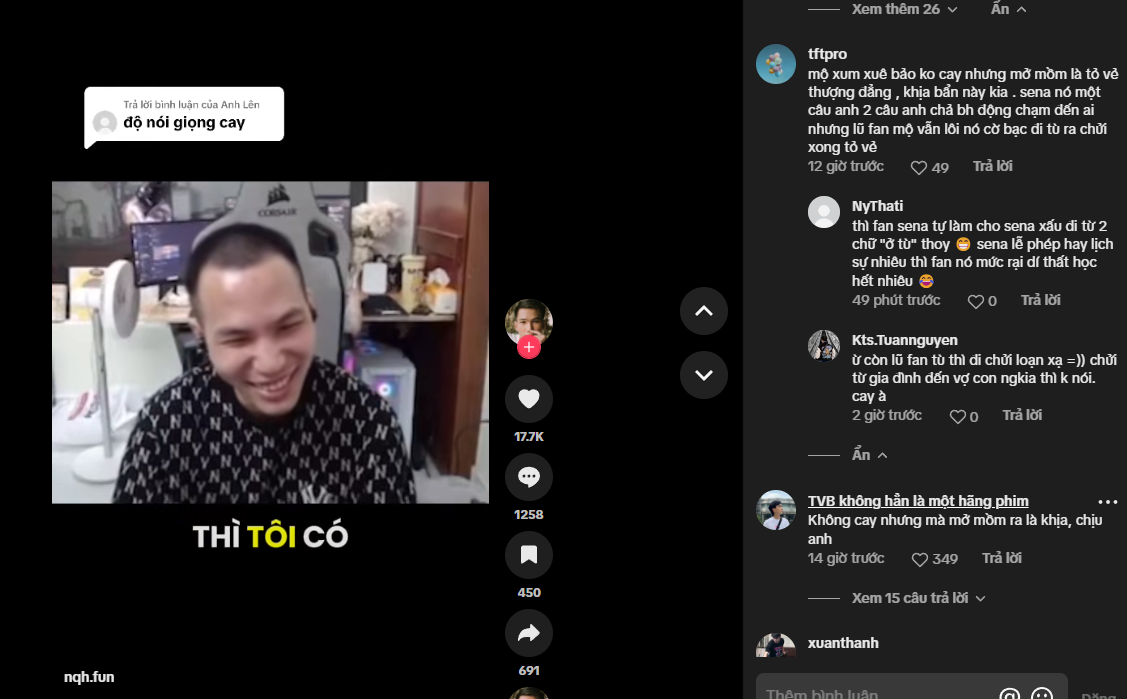 Trả lời bình luận của Anh Lên
độ nói giọng cay
CORSAIR
THÌ TÔI CÓ
nqh.fun
17.7K
1258
450
691
Xem thêm 26
Ẩn
tftpro
mộ xum xuê bảo ko cay nhưng mở mồm là tỏ vẻ
thượng đẳng , khịa bẩn này kia . sena nó một
câu anh 2 câu anh chả bh động chạm đến ai
nhưng lũ fan mộ vẫn lôi nó cờ bạc đi tù ra chửi
xong tỏ vẻ
12 giờ trước
49
Trả lời
NyThati
thì fan sena tự làm cho sena xấu đi từ 2
chữ "ở tù" thoy 😁 sena lễ phép hay lịch
sự nhiêu thì fan nó mức rại dí thất học
hết nhiêu 😂
49 phút trước
0
Trả lời
Kts.Tuannguyen
ừ còn lũ fan tù thì đi chửi loạn xạ =)) chửi
từ gia đình đến vợ con ngkia thì k nói.
cay à
2 giờ trước
0
Trả lời
Ẩn
TVB không hẳn là một hãng phim
Không cay nhưng mà mở mồm ra là khịa, chịu
anh
14 giờ trước
349
Trả lời
Xem 15 câu trả lời
xuanthanh
Thêm bình luận
Đăng